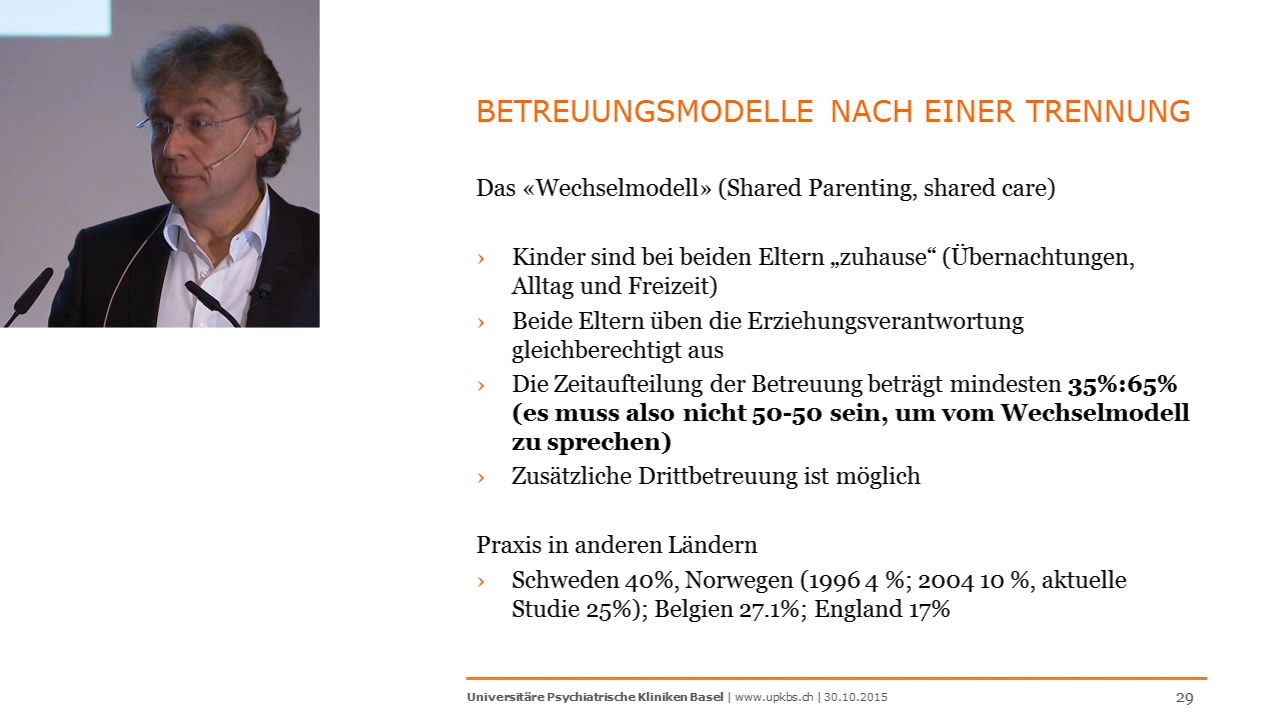 BETREUUNGSMODELLE NACH EINER TRENNUNG
Das «Wechselmodell» (Shared Parenting, shared care)
› Kinder sind bei beiden Eltern „zuhause“ (Übernachtungen,
Alltag und Freizeit)
› Beide Eltern üben die Erziehungsverantwortung
gleichberechtigt aus
› Die Zeitaufteilung der Betreuung beträgt mindesten 35%:65%
(es muss also nicht 50-50 sein, um vom Wechselmodell
zu sprechen)
› Zusätzliche Drittbetreuung ist möglich
Praxis in anderen Ländern
› Schweden 40%, Norwegen (1996 4 %; 2004 10 %, aktuelle
Studie 25%); Belgien 27.1%; England 17%
Universitäre Psychiatrische Kliniken Basel | www.upkbs.ch | 30.10.2015 29